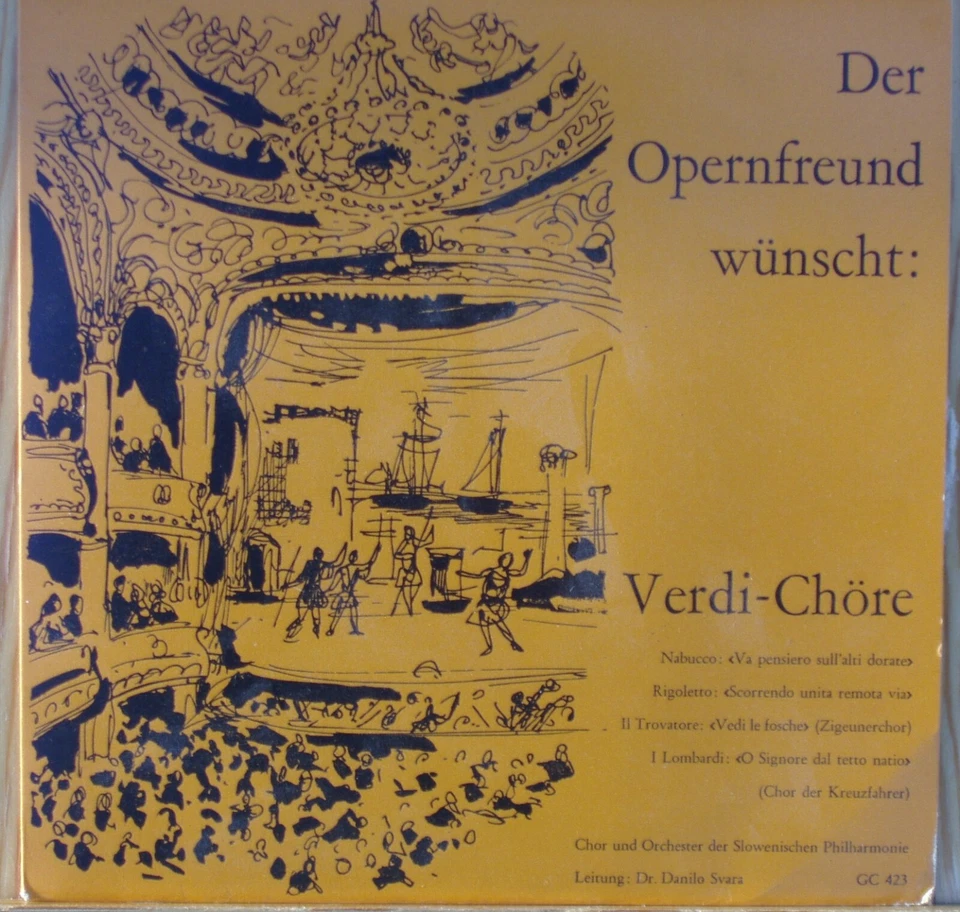 Der
Opernfreund
wünscht:
Verdi-Chöre
Nabucco: ‹Va pensiero sull'alti dorate›
Rigoletto: ‹Scorrendo unita remota via›
Il Trovatore: ‹Vedi le fosche› (Zigeunerchor)
I Lombardi: ‹O Signore dal tetto natio›
(Chor der Kreuzfahrer)
Chor und Orchester der Slowenischen Philharmonie
Leitung: Dr. Danilo Svara GC 423